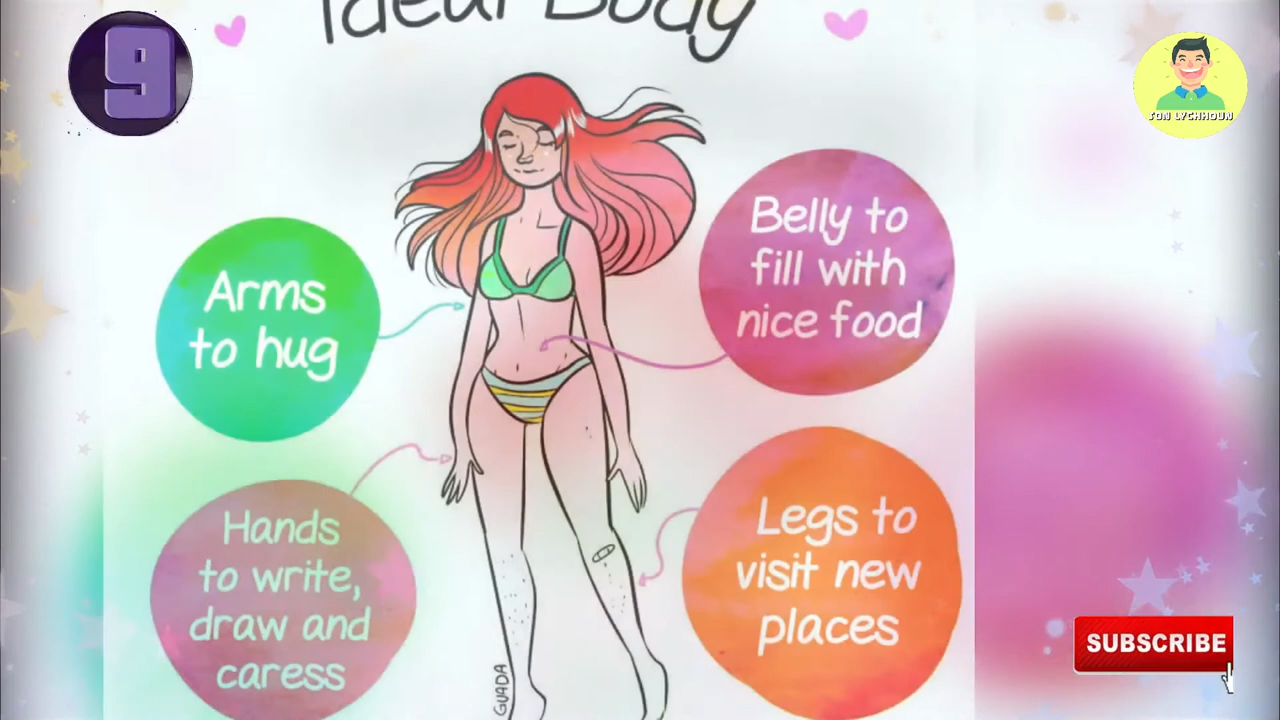 Ideal Body
9
SON LYCHHOUN
Belly to
fill with
nice food
Arms
to hug
Hands
to write,
draw and
caress
Legs to
visit new
places
SUBSCRIBE
GUADA